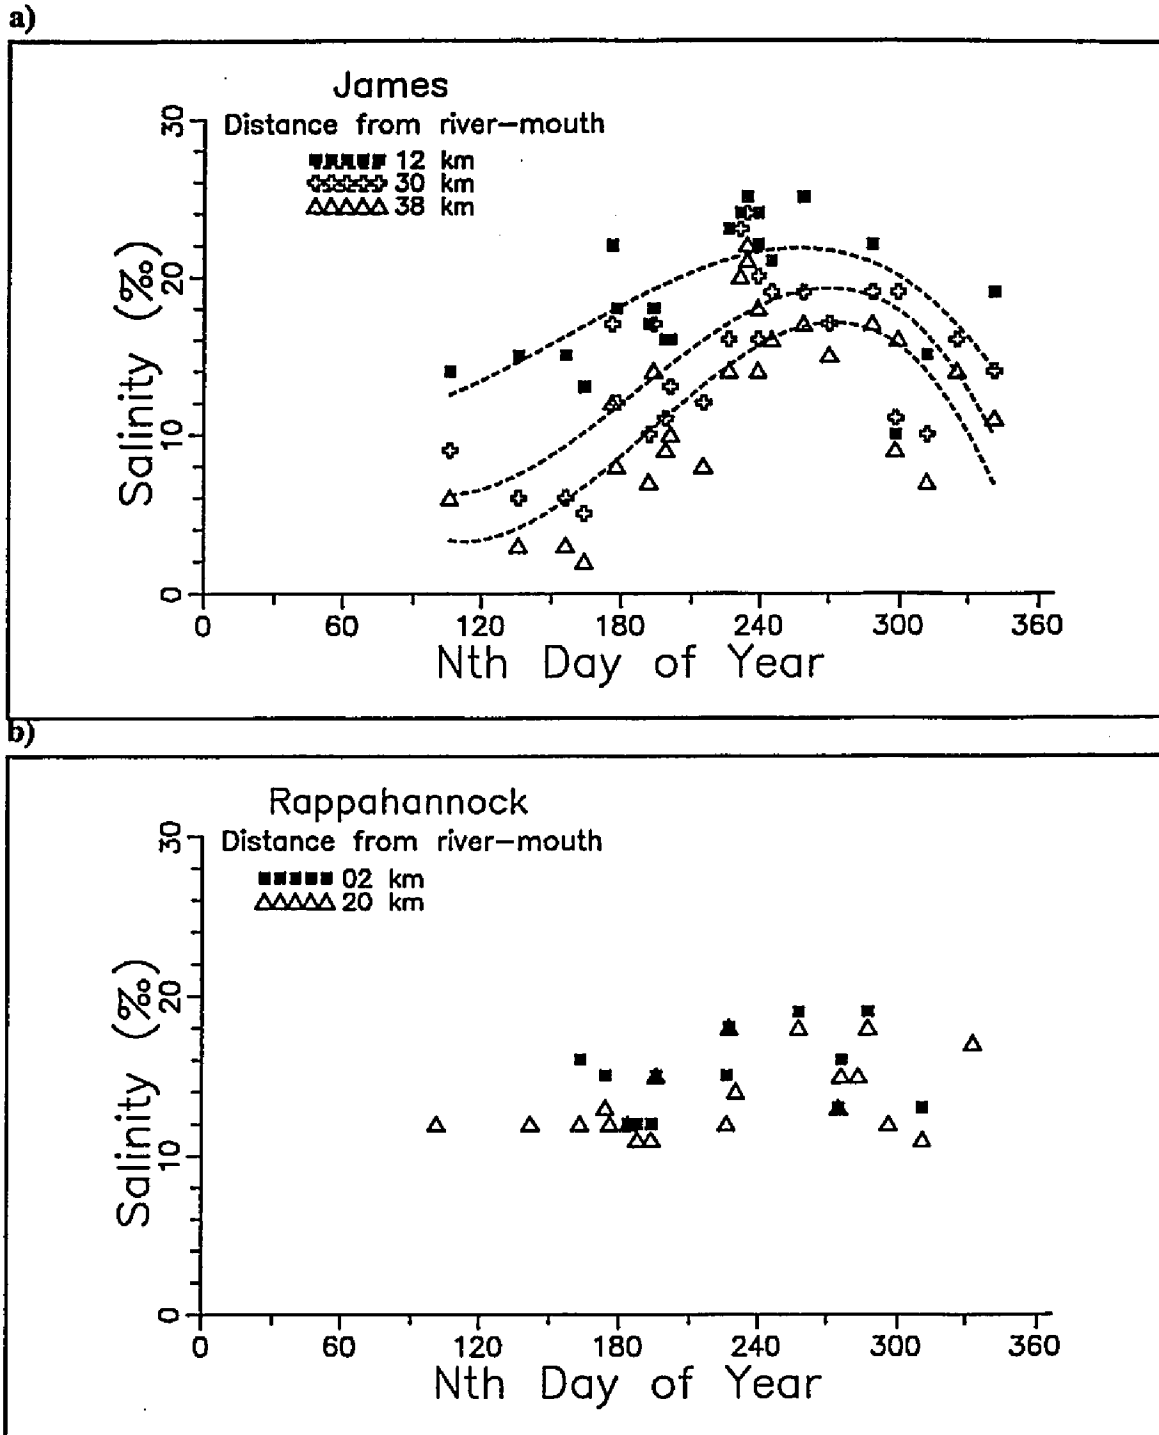 a)
James
Distance from river-mouth
12 km
30 km
38 km
30
20
10
0
Salinity (‰)
0 60 120 180 240 300 360
Nth Day of Year
b)
Rappahannock
Distance from river-mouth
02 km
20 km
30
20
10
0
Salinity (‰)
0 60 120 180 240 300 360
Nth Day of Year